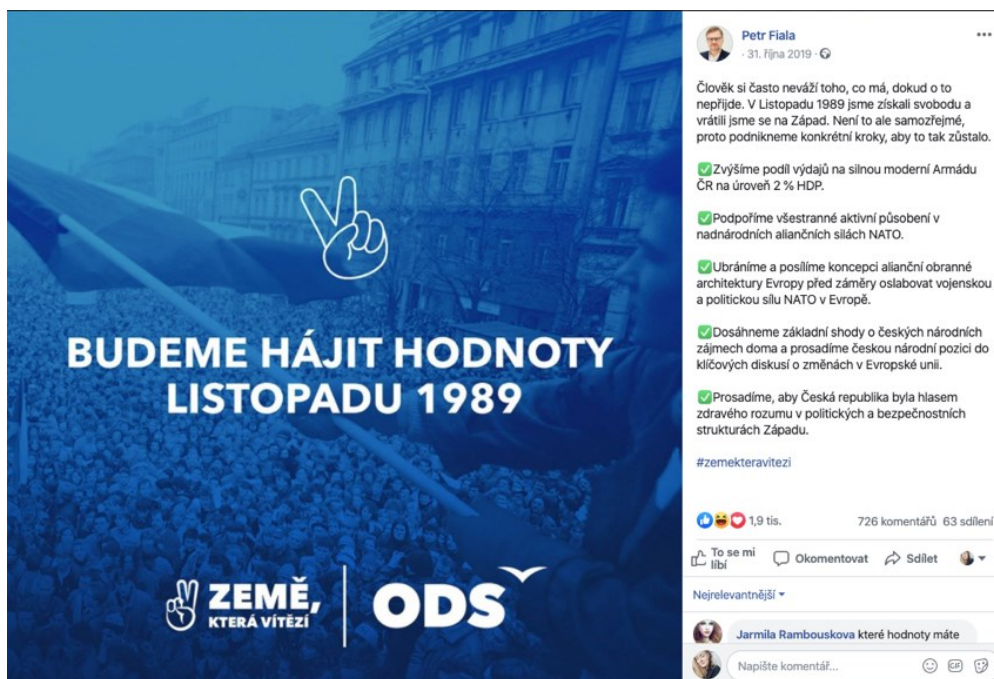 BUDEME HÁJIT HODNOTY
LISTOPADU 1989
ZEMĚ,
KTERÁ VÍTĚZÍ
ODS
Petr Fiala
· 31. října 2019 ·
Člověk si často neváží toho, co má, dokud o to
nepřijde. V Listopadu 1989 jsme získali svobodu a
vrátili jsme se na Západ. Není to ale samozřejmé,
proto podnikneme konkrétní kroky, aby to tak zůstalo.
Zvýšíme podíl výdajů na silnou moderní Armádu
ČR na úroveň 2 % HDP.
Podpoříme všestranné aktivní působení v
nadnárodních aliančních silách NATO.
Ubráníme a posílíme koncepci alianční obranné
architektury Evropy před záměry oslabovat vojenskou
a politickou sílu NATO v Evropě.
Dosáhneme základní shody o českých národních
zájmech doma a prosadíme českou národní pozici do
klíčových diskusí o změnách v Evropské unii.
Prosadíme, aby Česká republika byla hlasem
zdravého rozumu v politických a bezpečnostních
strukturách Západu.
#zemekteravitezi
1,9 tis.
726 komentářů 63 sdílení
To se mi
líbí
Okomentovat
Sdílet
Nejrelevantnější
Jarmila Rambouskova které hodnoty máte
Napište komentář...
GIF